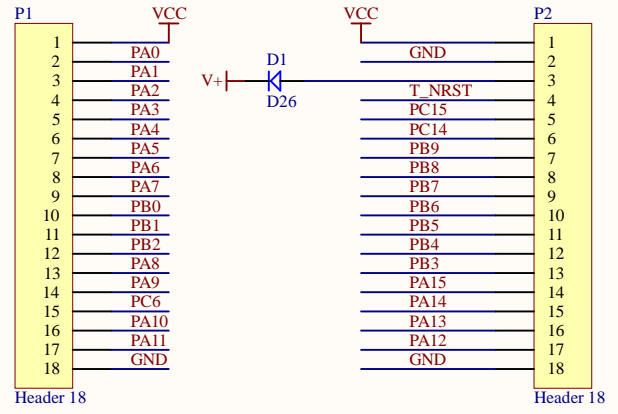 P1 VCC VCC P2
1 1
PA0 2 GND 2
PA1 3 V+ D1 D26 3
PA2 4 T_NRST 4
PA3 5 PC15 5
PA4 6 PC14 6
PA5 7 PB9 7
PA6 8 PB8 8
PA7 9 PB7 9
PB0 10 PB6 10
PB1 11 PB5 11
PB2 12 PB4 12
PA8 13 PB3 13
PA9 14 PA15 14
PC6 15 PA14 15
PA10 16 PA13 16
PA11 17 PA12 17
GND 18 GND 18
Header 18 Header 18